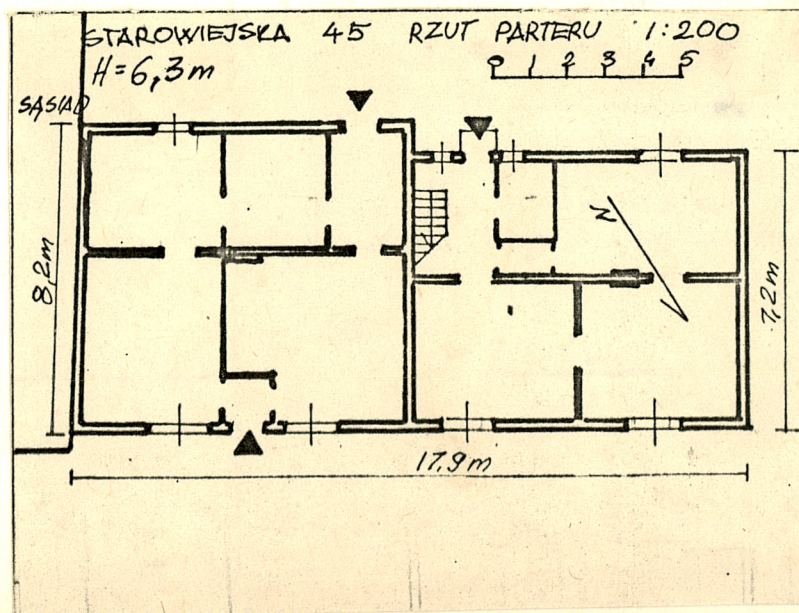 STAROWIEJSKA 45 RZUT PARTERU 1:200
H=6,3m
0 1 2 3 4 5
SĄSIAD
8,2m
N
7,2m
17,9m